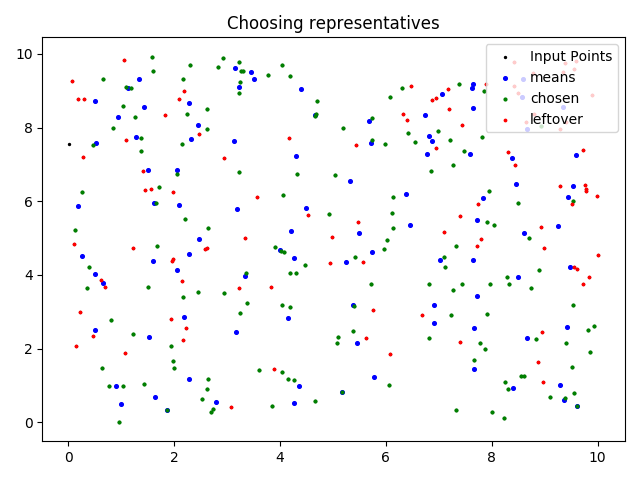 Choosing representatives
Input Points
means
chosen
leftover
10
8
6
4
2
0
0 2 4 6 8 10